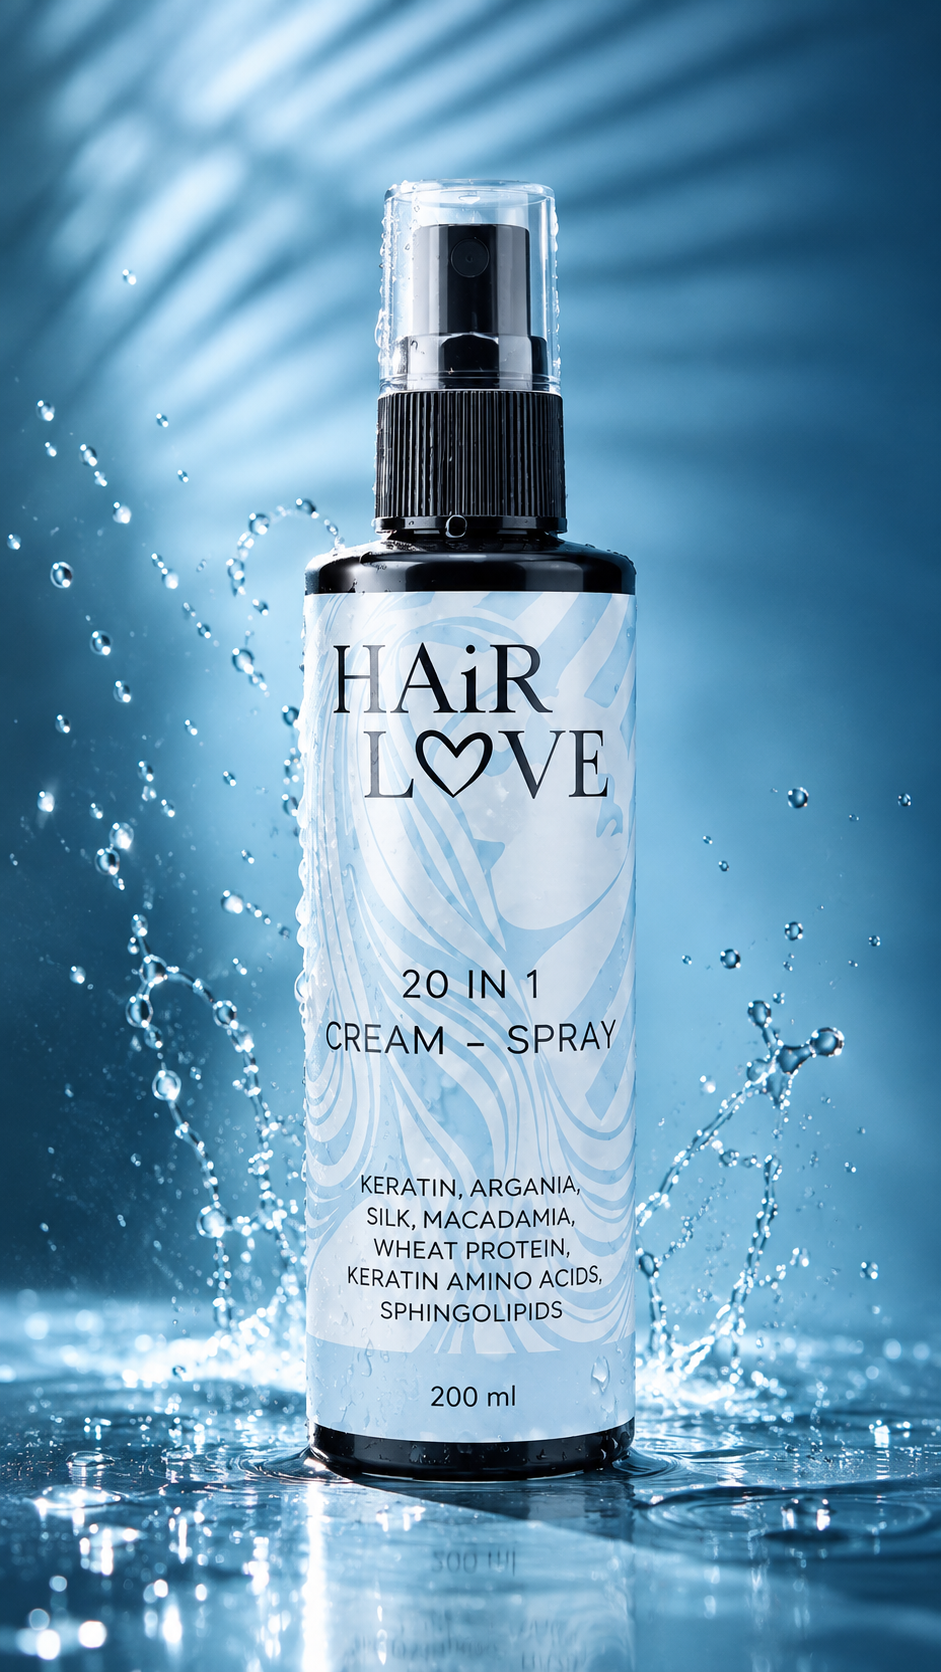 HAiR
L♡VE
20 IN 1
CREAM – SPRAY
KERATIN, ARGANIA,
SILK, MACADAMIA,
WHEAT PROTEIN,
KERATIN AMINO ACIDS,
SPHINGOLIPIDS
200 ml